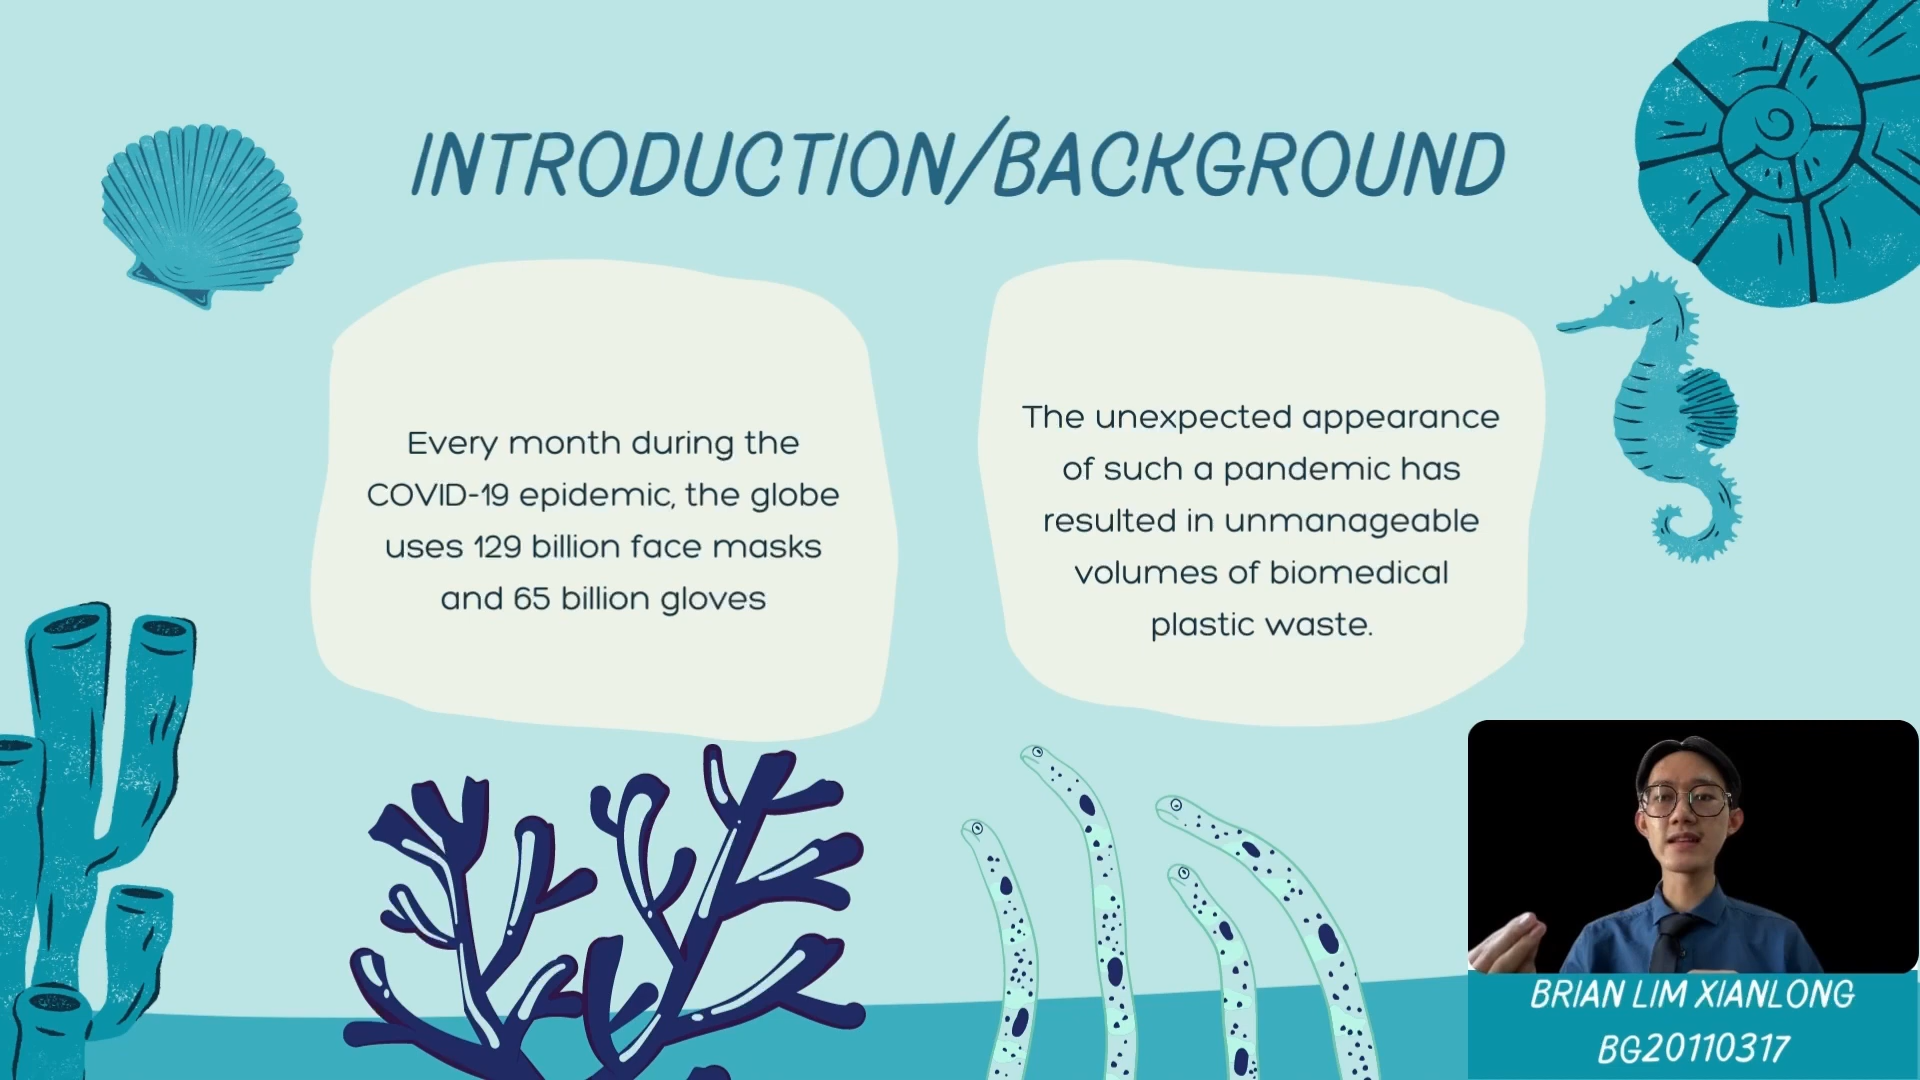 INTRODUCTION/BACKGROUND
Every month during the
COVID-19 epidemic, the globe
uses 129 billion face masks
and 65 billion gloves
The unexpected appearance
of such a pandemic has
resulted in unmanageable
volumes of biomedical
plastic waste.
BRIAN LIM XIANLONG
BG20110317